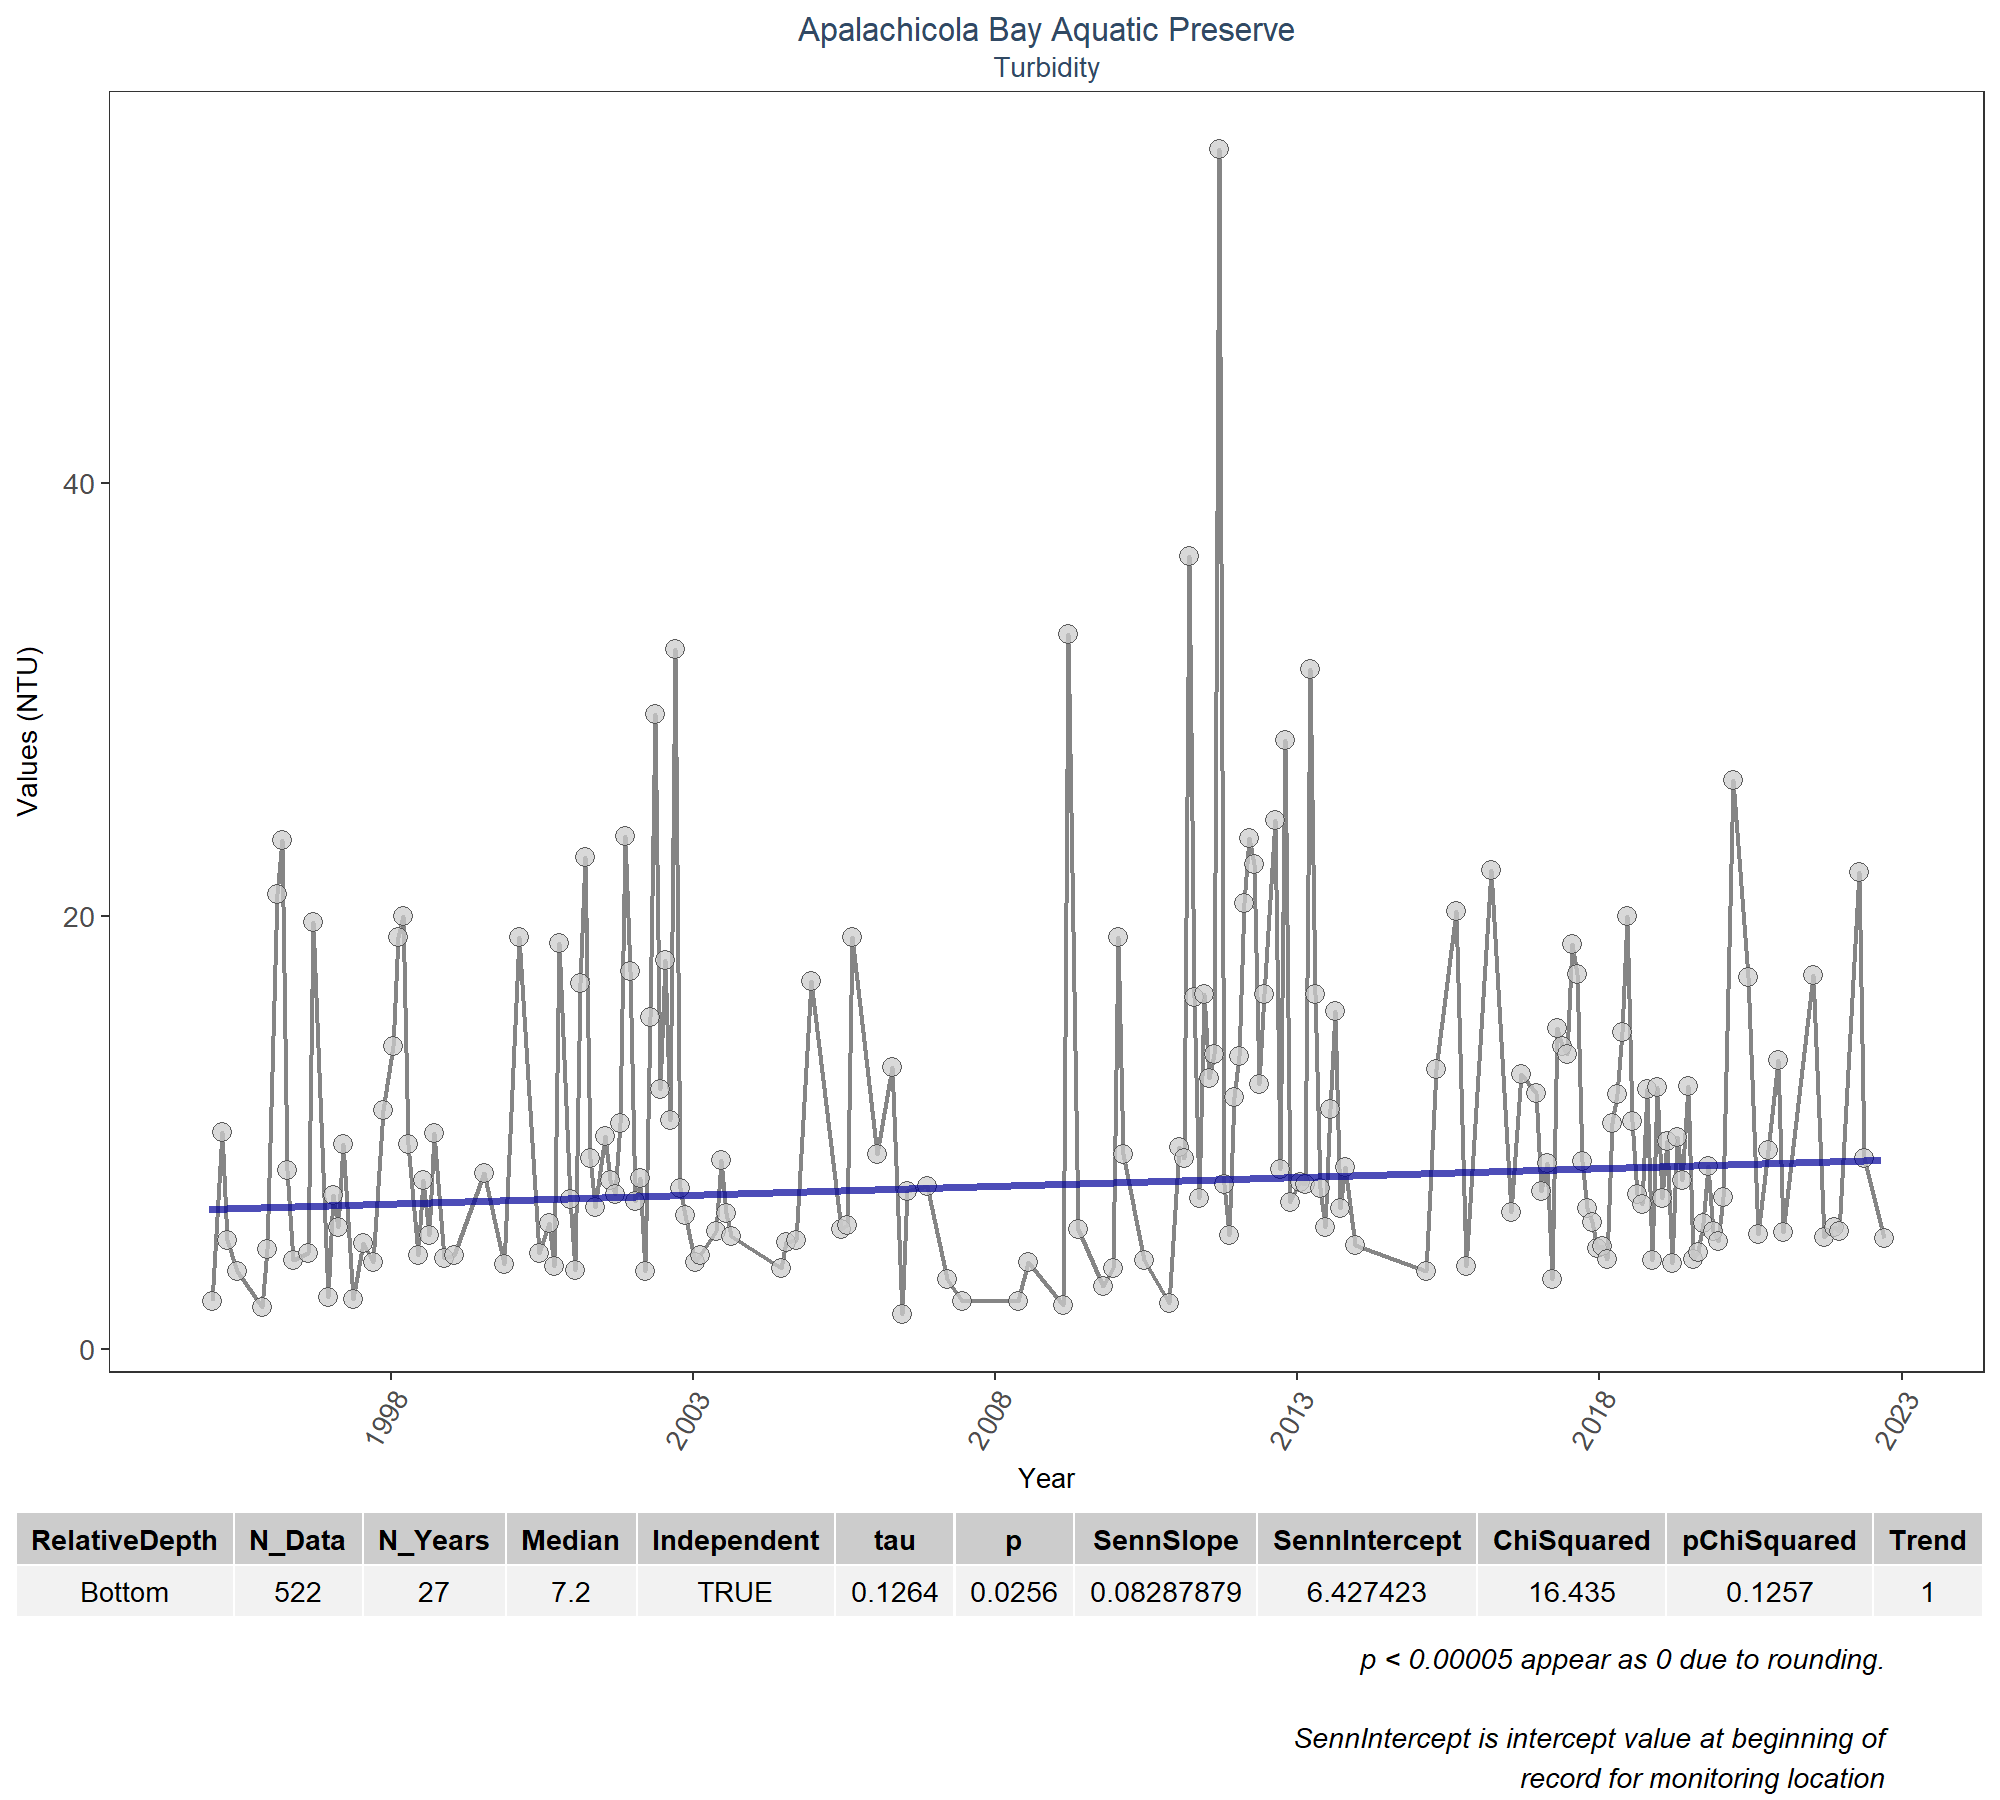 Apalachicola Bay Aquatic Preserve
Turbidity
Values (NTU)
40
20
0
1998
2003
2008
2013
2018
2023
Year
RelativeDepth N_Data N_Years Median Independent tau p SennSlope SennIntercept ChiSquared pChiSquared Trend
Bottom 522 27 7.2 TRUE 0.1264 0.0256 0.08287879 6.427423 16.435 0.1257 1
p < 0.00005 appear as 0 due to rounding.
SennIntercept is intercept value at beginning of
record for monitoring location